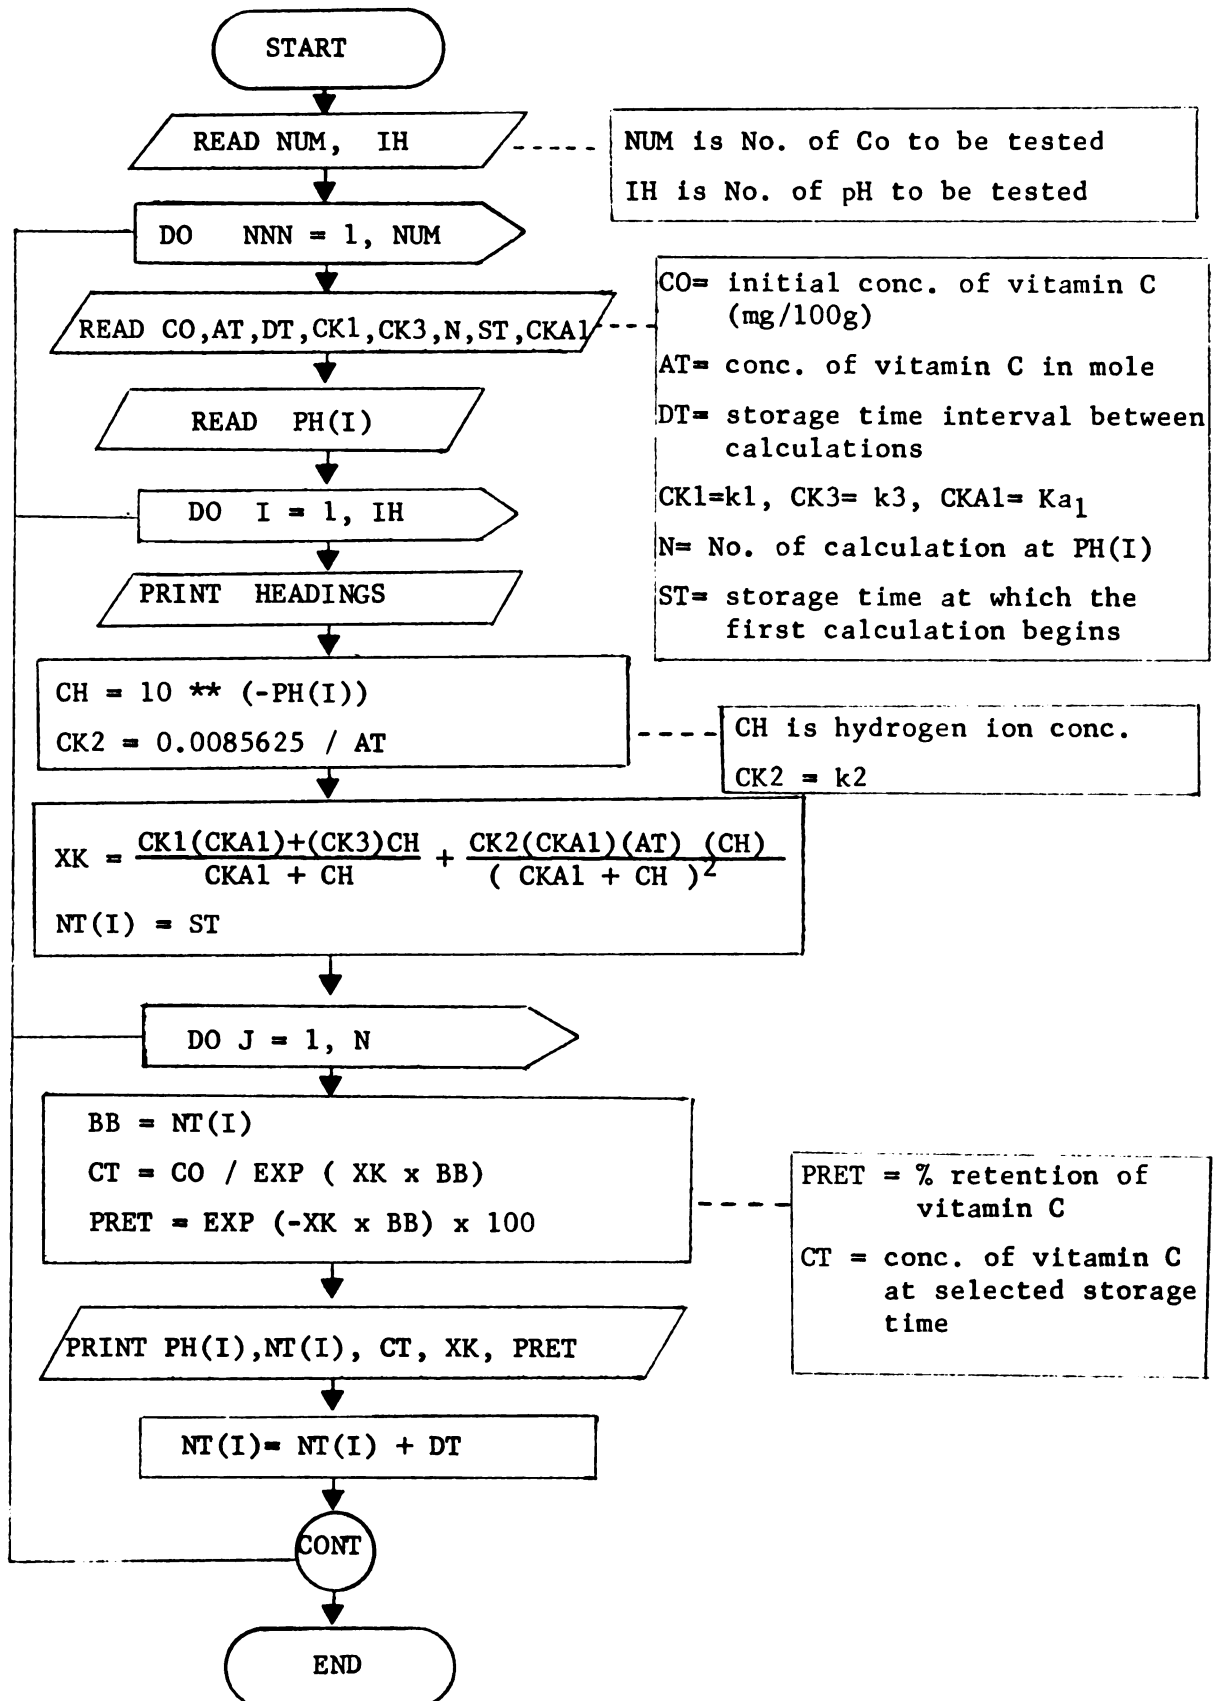 START
READ NUM, IH
NUM is No. of Co to be tested
IH is No. of pH to be tested
DO NNN = 1, NUM
READ CO,AT,DT,CK1,CK3,N,ST,CKA1
CO= initial conc. of vitamin C
(mg/100g)
AT= conc. of vitamin C in mole
DT= storage time interval between
calculations
CK1=k1, CK3= k3, CKA1= Ka1
N= No. of calculation at PH(I)
ST= storage time at which the
first calculation begins
READ PH(I)
DO I = 1, IH
PRINT HEADINGS
CH = 10 ** (-PH(I))
CK2 = 0.0085625 / AT
CH is hydrogen ion conc.
CK2 = k2
XK = CK1(CKA1)+(CK3)CH / CKA1 + CH + CK2(CKA1)(AT) (CH) / ( CKA1 + CH )2
NT(I) = ST
DO J = 1, N
BB = NT(I)
CT = CO / EXP ( XK x BB)
PRET = EXP (-XK x BB) x 100
PRET = % retention of
vitamin C
CT = conc. of vitamin C
at selected storage
time
PRINT PH(I),NT(I), CT, XK, PRET
NT(I)= NT(I) + DT
CONT
END